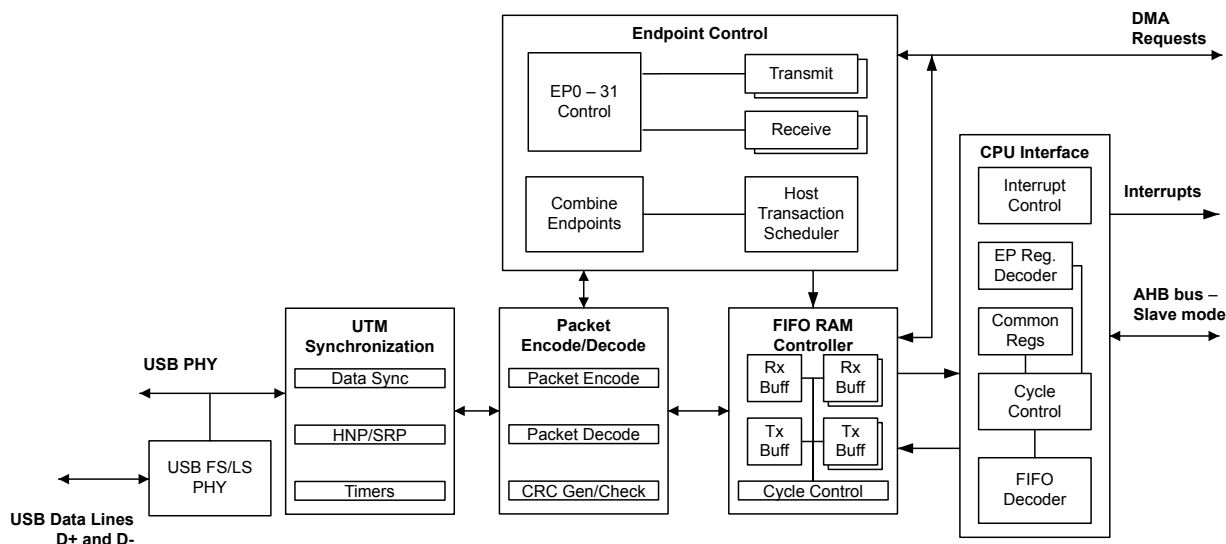 DMA
Requests
Endpoint Control
EP0 – 31
Control
Transmit
Receive
Combine
Endpoints
Host
Transaction
Scheduler
CPU Interface
Interrupt
Control
Interrupts
EP Reg.
Decoder
AHB bus –
Slave mode
Common
Regs
Cycle
Control
FIFO
Decoder
UTM
Synchronization
Data Sync
HNP/SRP
Timers
Packet
Encode/Decode
Packet Encode
Packet Decode
CRC Gen/Check
FIFO RAM
Controller
Rx
Buff
Rx
Buff
Tx
Buff
Tx
Buff
Cycle Control
USB PHY
USB FS/LS
PHY
USB Data Lines
D+ and D-